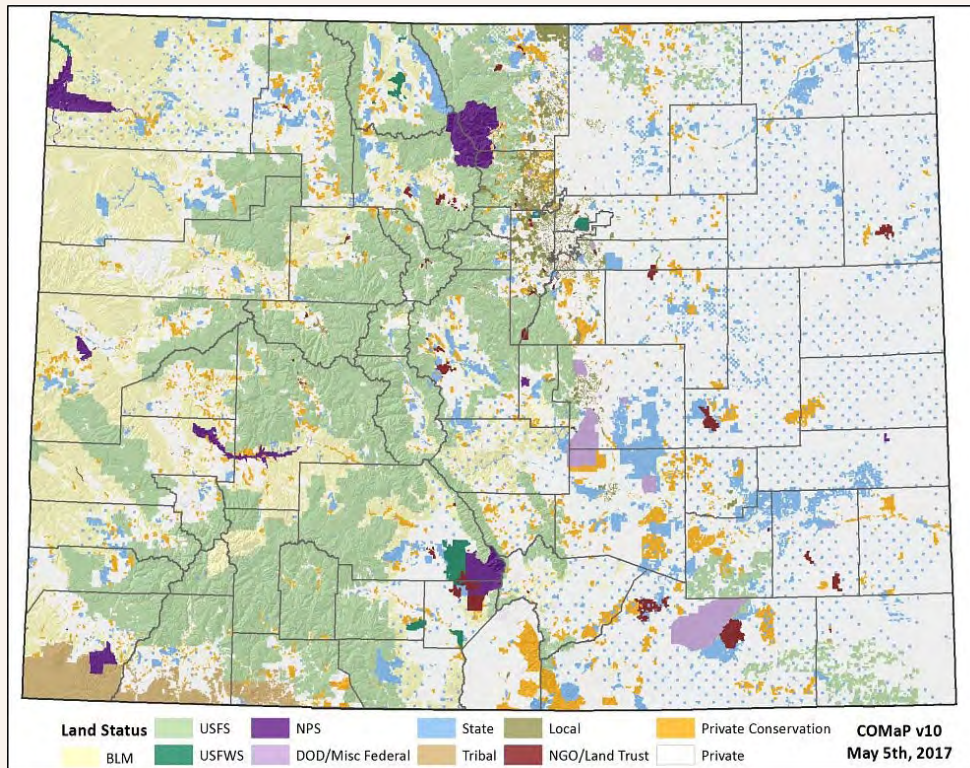 Land Status USFS NPS State Local Private Conservation COMaP v10
BLM USFWS DOD/Misc Federal Tribal NGO/Land Trust Private May 5th, 2017